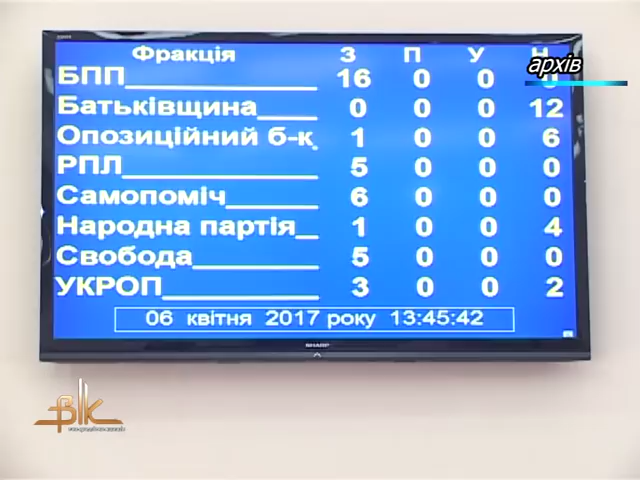 Фракція З П У Н
архів
БПП 16 0 0 0
Батьківщина 0 0 0 12
Опозиційний б-к 1 0 0 6
РПЛ 5 0 0 0
Самопоміч 6 0 0 0
Народна партія 1 0 0 4
Свобода 5 0 0 0
УКРОП 3 0 0 2
06 квітня 2017 року 13:45:42
SHARP
ВІК